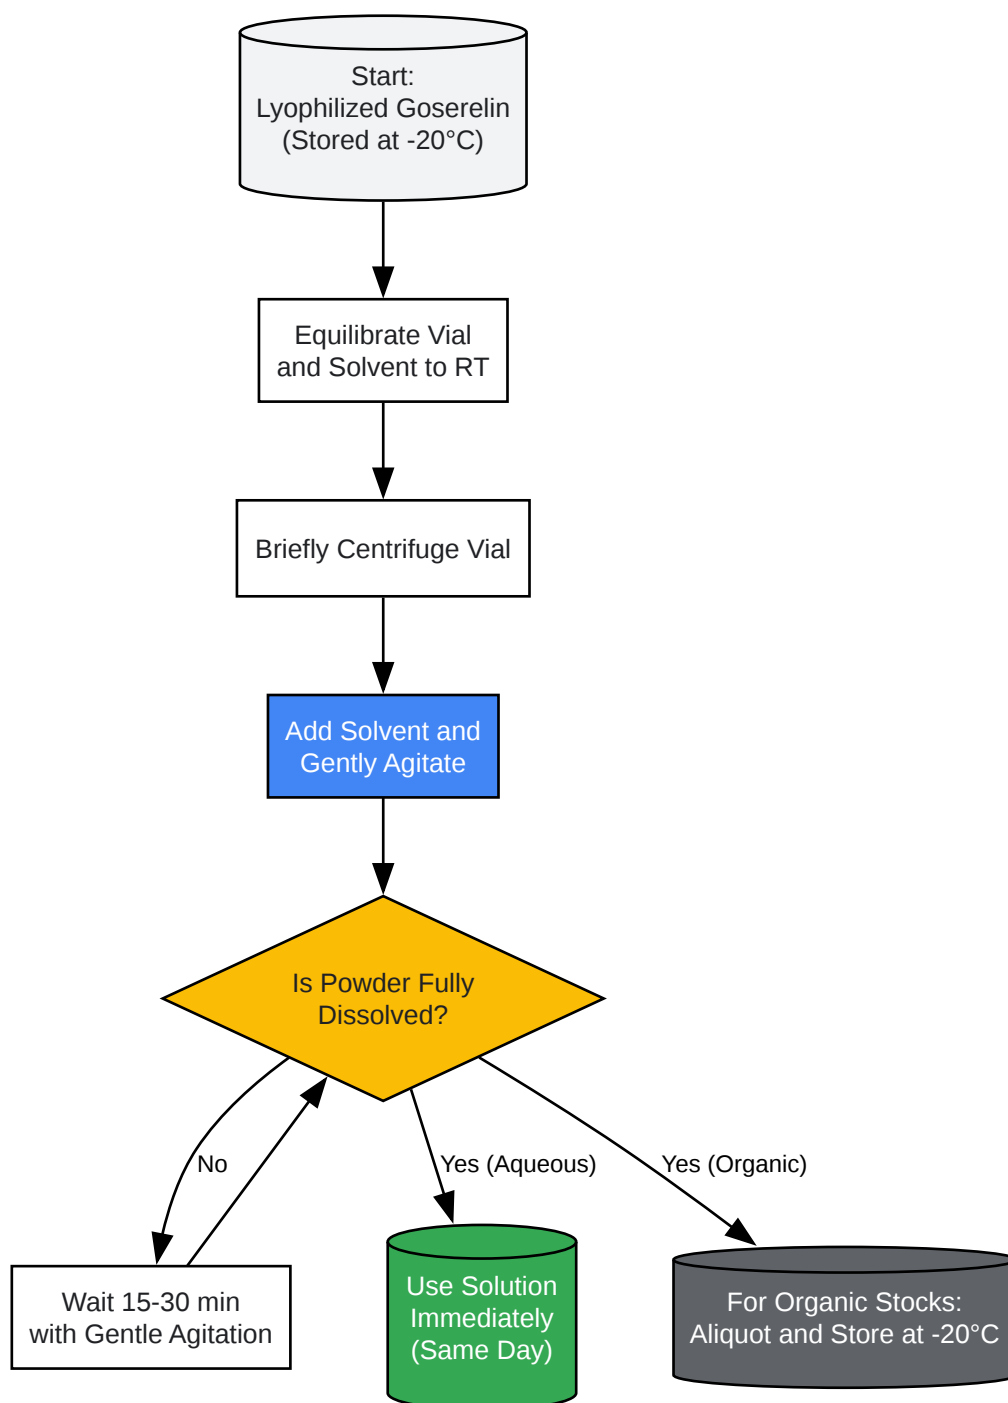 Start:
Lyophilized Goserelin
(Stored at -20°C)
Equilibrate Vial
and Solvent to RT
Briefly Centrifuge Vial
Add Solvent and
Gently Agitate
Is Powder Fully
Dissolved?
No
Yes (Aqueous)
Yes (Organic)
Wait 15-30 min
with Gentle Agitation
Use Solution
Immediately
(Same Day)
For Organic Stocks:
Aliquot and Store at -20°C